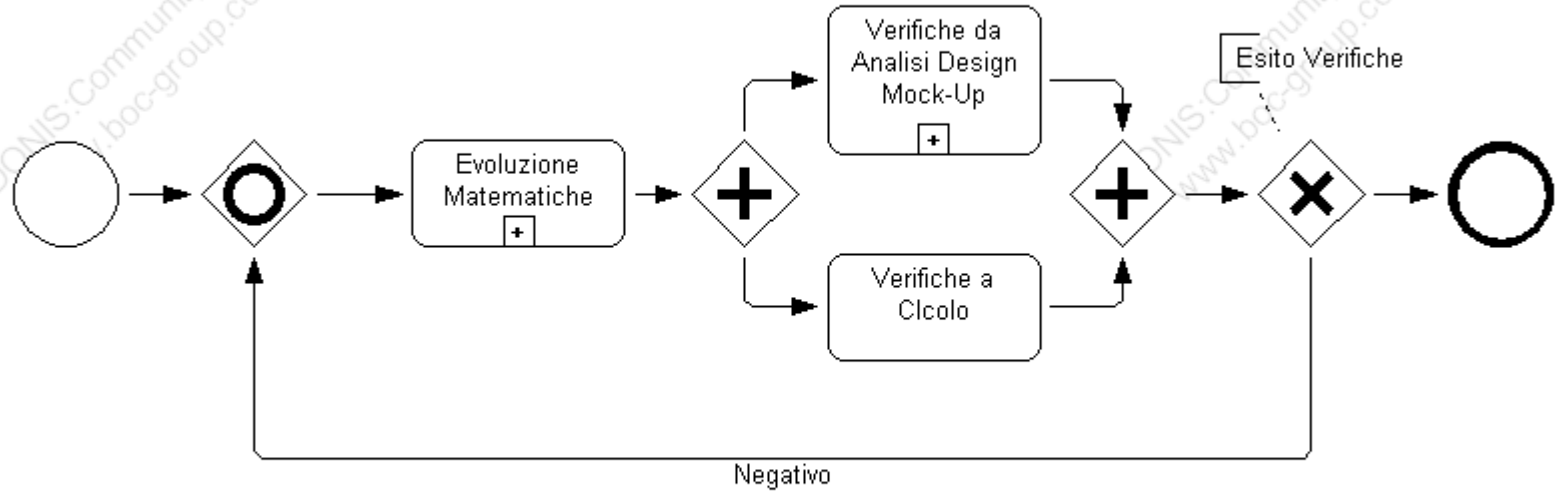 Verifiche da
Analisi Design
Mock-Up
Esito Verifiche
Evoluzione
Matematiche
Verifiche a
Clcolo
Negativo